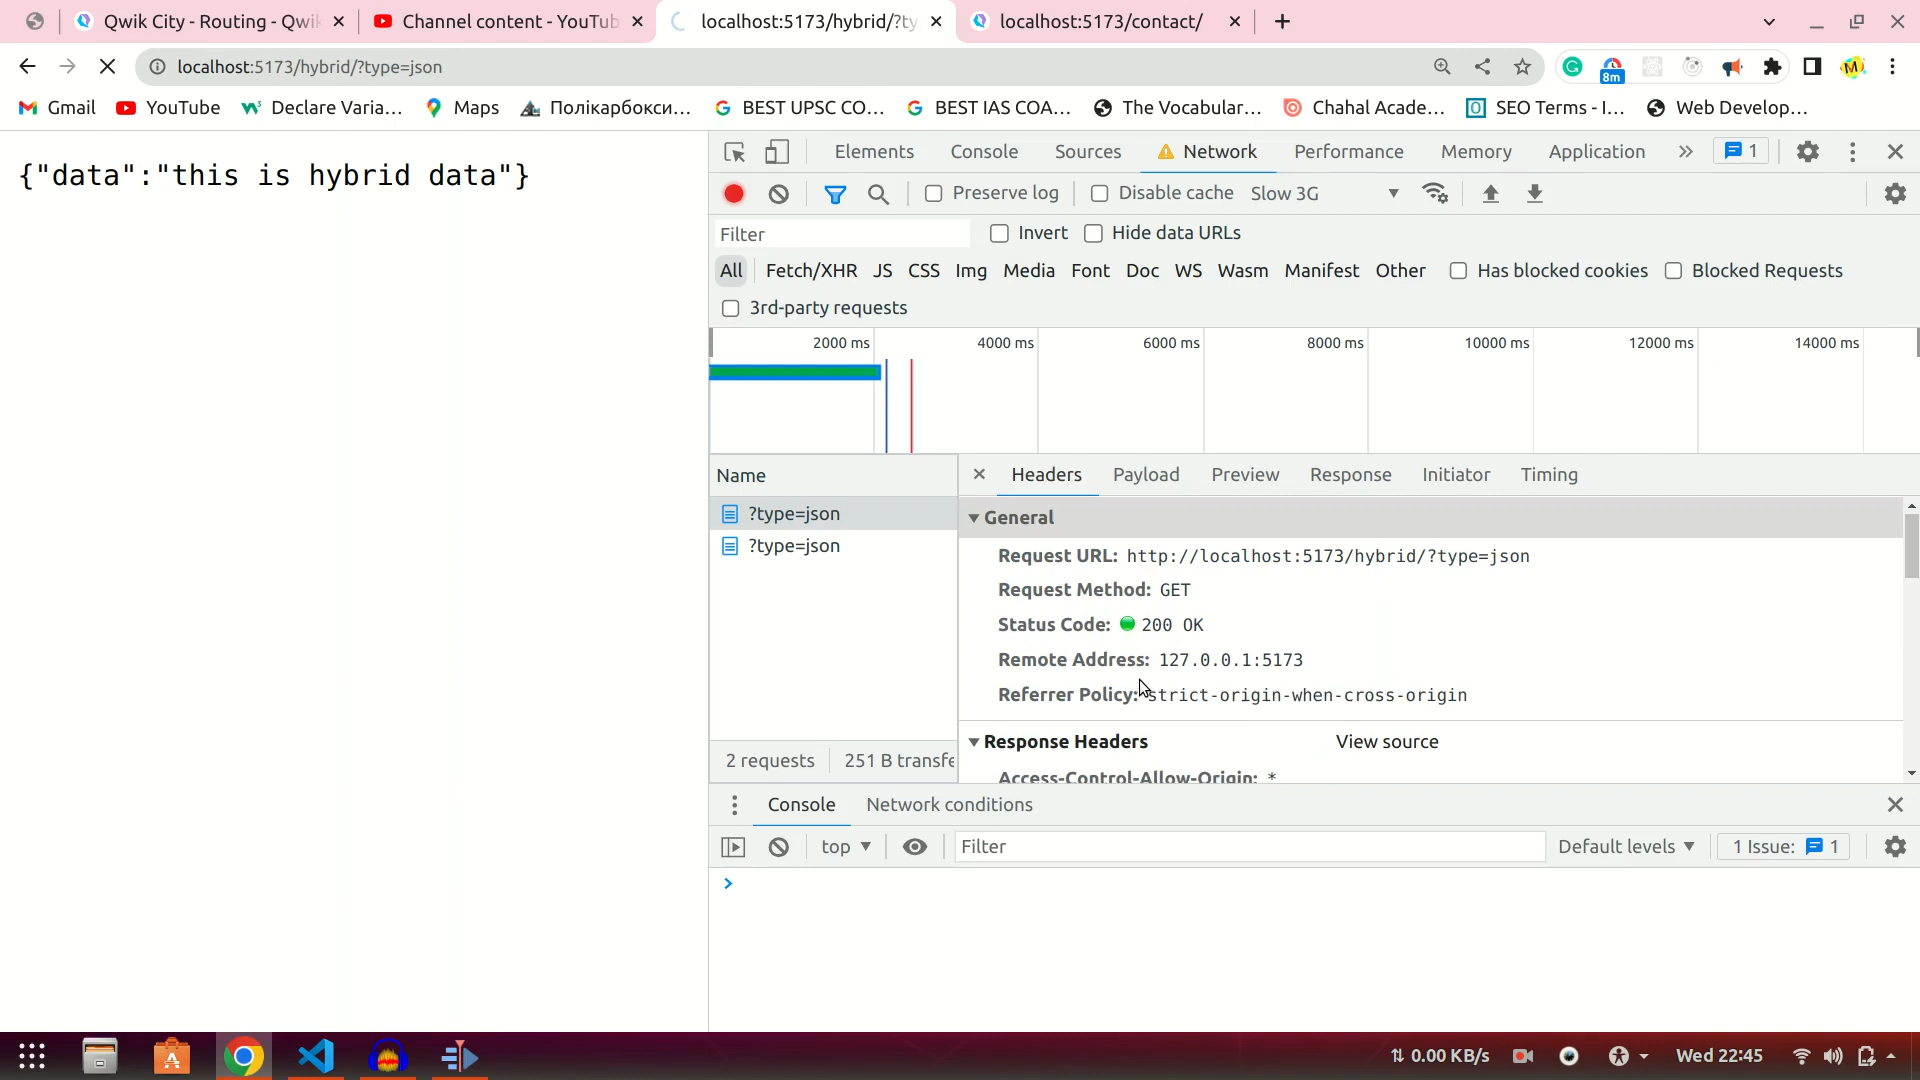 Qwik City - Routing - Qwi
Channel content - YouTub
localhost:5173/hybrid/?ty
localhost:5173/contact/
localhost:5173/hybrid/?type=json
8m
Gmail
YouTube
Declare Varia...
Maps
Полікарбокси...
BEST UPSC CO...
BEST IAS COA...
The Vocabular...
Chahal Acade...
SEO Terms - I...
Web Develop...
{"data":"this is hybrid data"}
Elements
Console
Sources
Network
Performance
Memory
Application
1
Preserve log
Disable cache
Slow 3G
Filter
Invert
Hide data URLs
All
Fetch/XHR
JS
CSS
Img
Media
Font
Doc
WS
Wasm
Manifest
Other
Has blocked cookies
Blocked Requests
3rd-party requests
2000 ms
4000 ms
6000 ms
8000 ms
10000 ms
12000 ms
14000 ms
Name
?type=json
?type=json
2 requests
251 B transfe
Headers
Payload
Preview
Response
Initiator
Timing
General
Request URL: http://localhost:5173/hybrid/?type=json
Request Method: GET
Status Code: 200 OK
Remote Address: 127.0.0.1:5173
Referrer Policy: strict-origin-when-cross-origin
Response Headers
View source
Access-Control-Allow-Origin: *
Console
Network conditions
top
Filter
Default levels
1 Issue: 1
0.00 KB/s
Wed 22:45